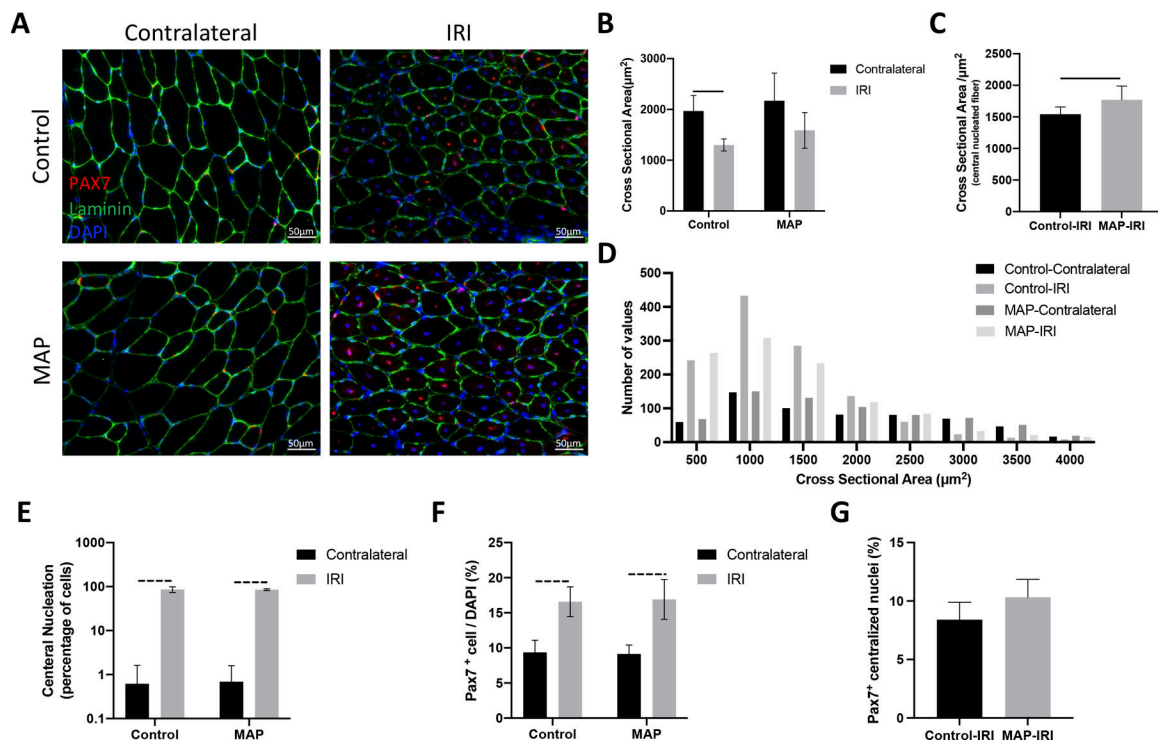 A
Contralateral
IRI
Control
PAX7
Laminin
DAPI
50µm
50µm
MAP
50µm
50µm
B
Cross Sectional Area(µm²)
3000
2000
1000
0
Control
MAP
Contralateral
IRI
C
Cross Sectional Area /µm²
(central nucleated fiber)
2500
2000
1500
1000
500
0
Control-IRI
MAP-IRI
D
Number of values
500
400
300
200
100
0
500
1000
1500
2000
2500
3000
3500
4000
Cross Sectional Area (µm²)
Control-Contralateral
Control-IRI
MAP-Contralateral
MAP-IRI
E
Centeral Nucleation
(percentage of cells)
1000
100
10
1
0.1
Control
MAP
Contralateral
IRI
F
Pax7⁺ cell / DAPI (%)
25
20
15
10
5
0
Control
MAP
Contralateral
IRI
G
Pax7⁺ centralized nuclei (%)
15
10
5
0
Control-IRI
MAP-IRI